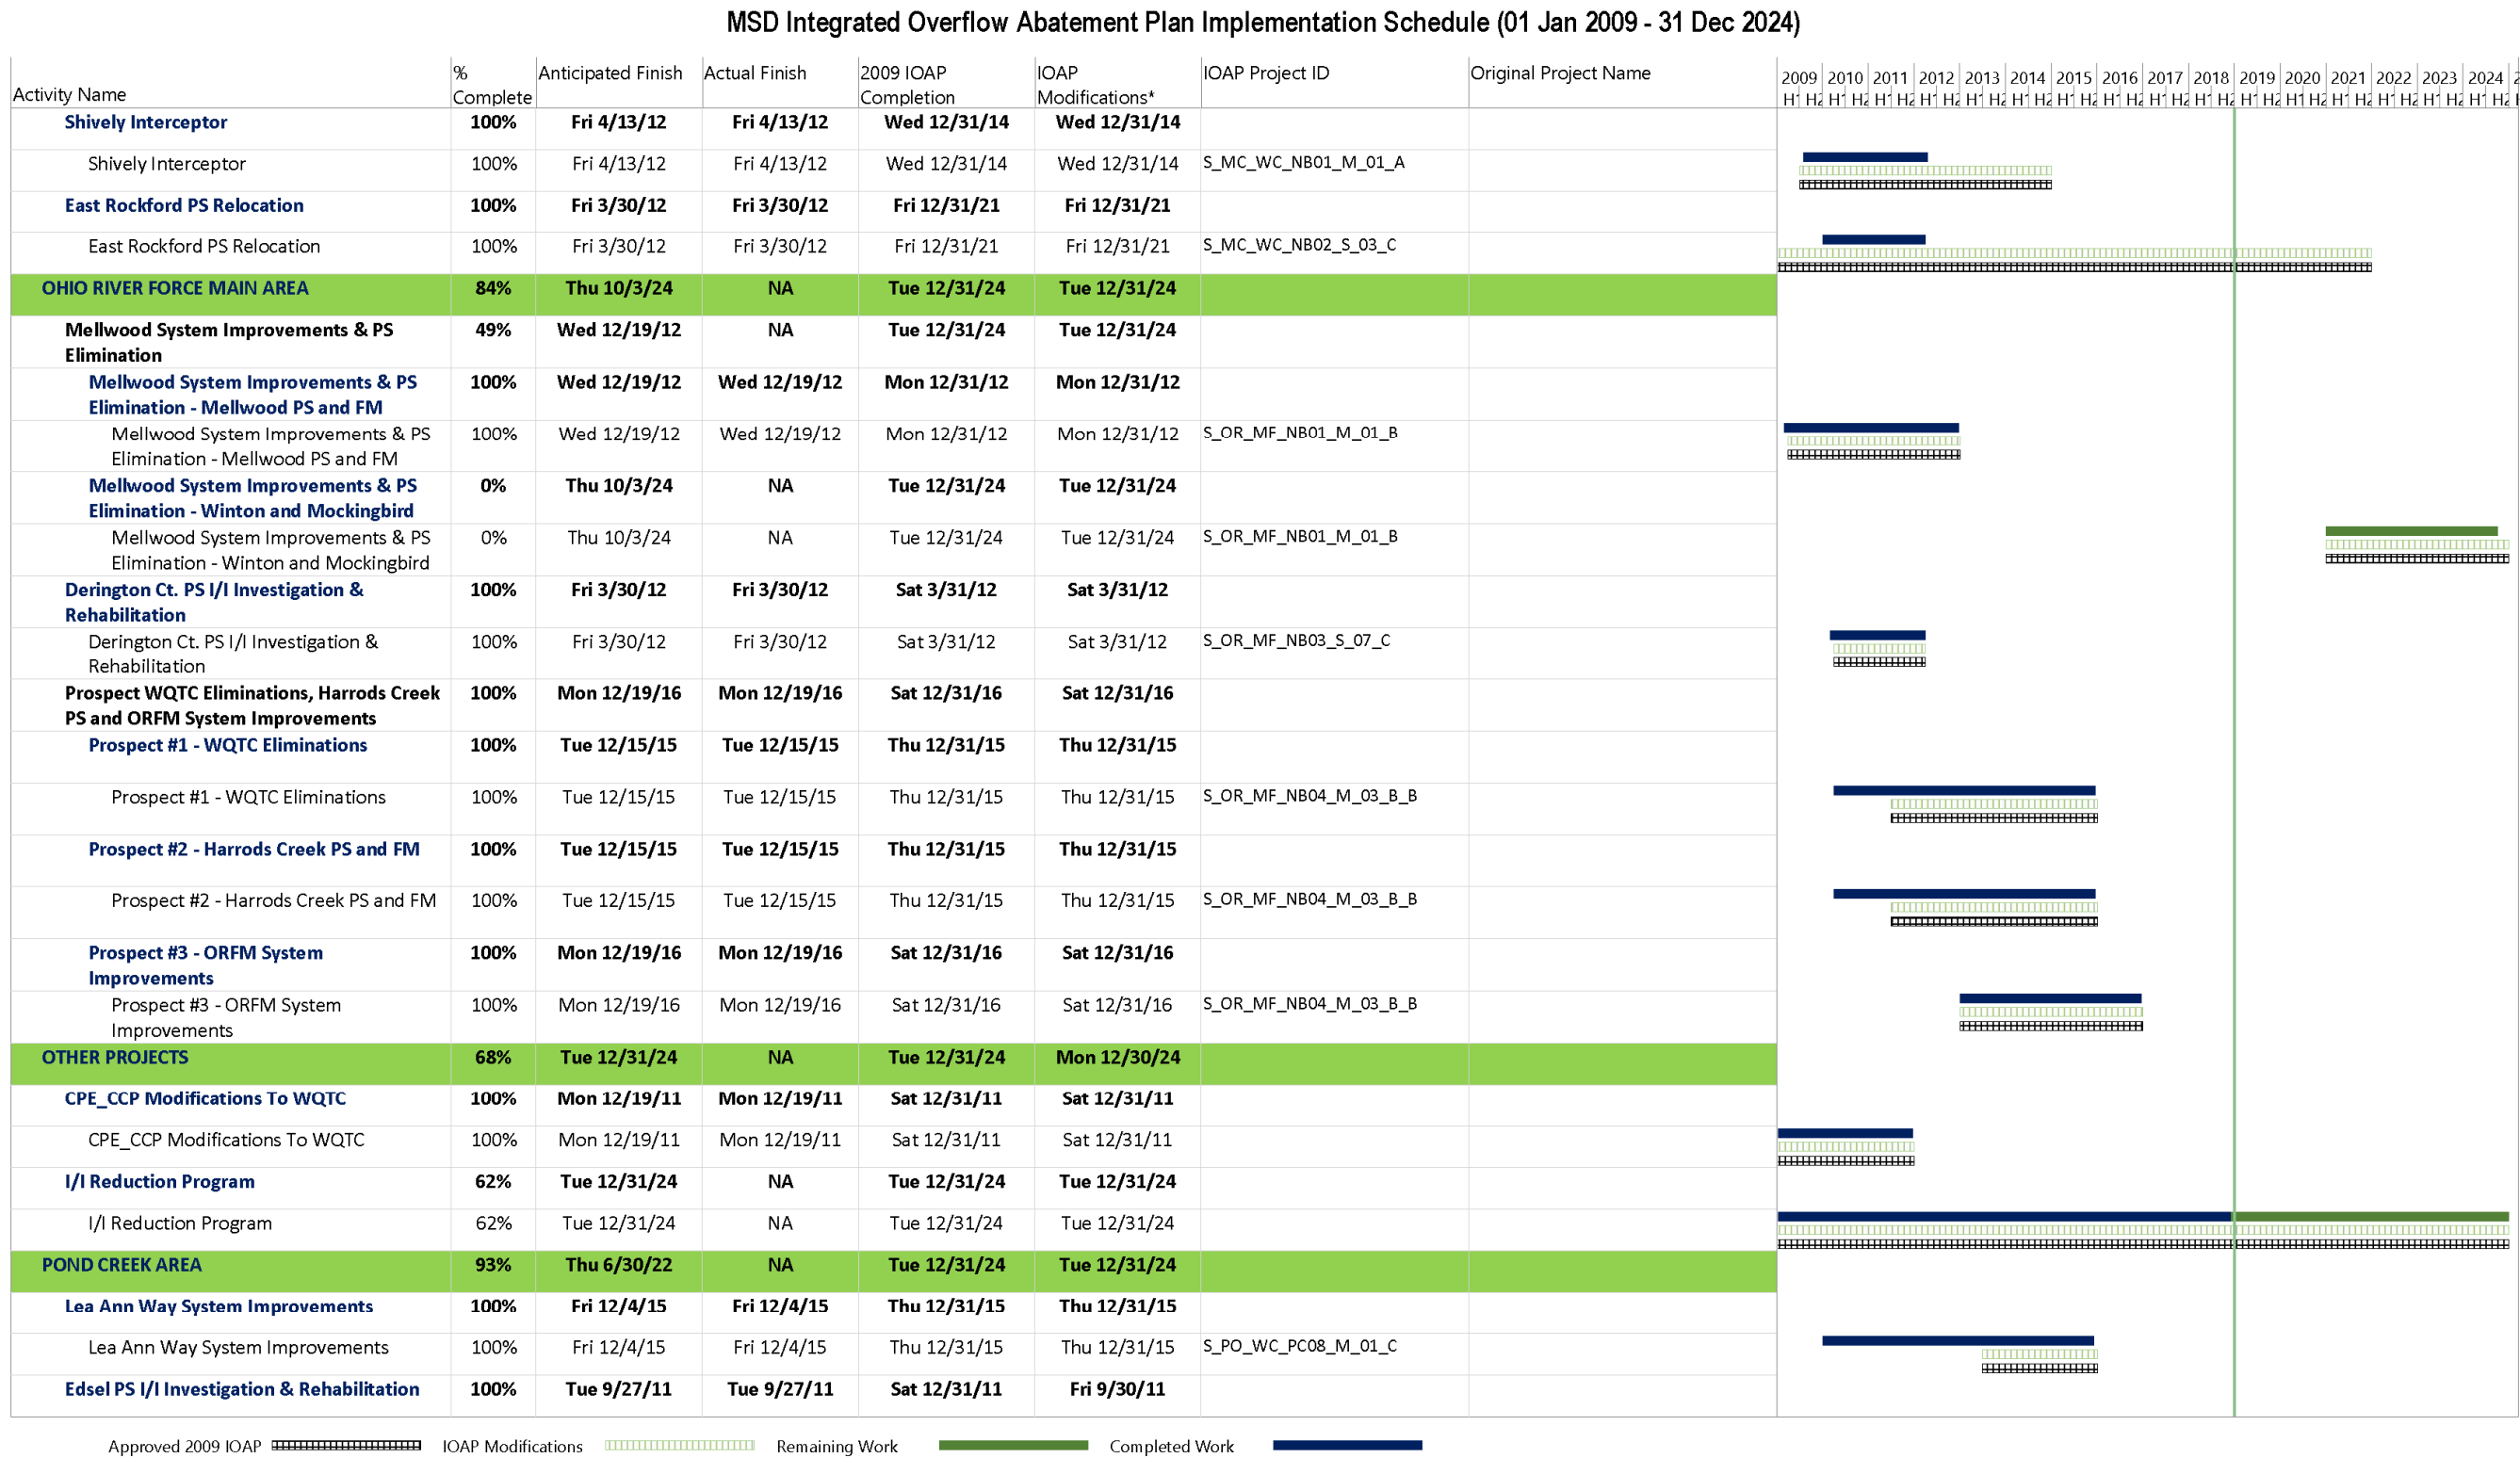 MSD Integrated Overflow Abatement Plan Implementation Schedule (01 Jan 2009 - 31 Dec 2024)
Activity Name % Complete Anticipated Finish Actual Finish 2009 IOAP Completion IOAP Modifications* IOAP Project ID Original Project Name
2009 2010 2011 2012 2013 2014 2015 2016 2017 2018 2019 2020 2021 2022 2023 2024
H1 H2 H1 H2 H1 H2 H1 H2 H1 H2 H1 H2 H1 H2 H1 H2 H1 H2 H1 H2 H1 H2 H1 H2 H1 H2 H1 H2 H1 H2 H1 H2
Shively Interceptor 100% Fri 4/13/12 Fri 4/13/12 Wed 12/31/14 Wed 12/31/14
Shively Interceptor 100% Fri 4/13/12 Fri 4/13/12 Wed 12/31/14 Wed 12/31/14 S_MC_WC_NB01_M_01_A
East Rockford PS Relocation 100% Fri 3/30/12 Fri 3/30/12 Fri 12/31/21 Fri 12/31/21
East Rockford PS Relocation 100% Fri 3/30/12 Fri 3/30/12 Fri 12/31/21 Fri 12/31/21 S_MC_WC_NB02_S_03_C
OHIO RIVER FORCE MAIN AREA 84% Thu 10/3/24 NA Tue 12/31/24 Tue 12/31/24
Mellwood System Improvements & PS 49% Wed 12/19/12 NA Tue 12/31/24 Tue 12/31/24
Elimination
Mellwood System Improvements & PS 100% Wed 12/19/12 Wed 12/19/12 Mon 12/31/12 Mon 12/31/12
Elimination - Mellwood PS and FM
Mellwood System Improvements & PS 100% Wed 12/19/12 Wed 12/19/12 Mon 12/31/12 Mon 12/31/12 S_OR_MF_NB01_M_01_B
Elimination - Mellwood PS and FM
Mellwood System Improvements & PS 0% Thu 10/3/24 NA Tue 12/31/24 Tue 12/31/24
Elimination - Winton and Mockingbird
Mellwood System Improvements & PS 0% Thu 10/3/24 NA Tue 12/31/24 Tue 12/31/24 S_OR_MF_NB01_M_01_B
Elimination - Winton and Mockingbird
Derington Ct. PS I/I Investigation & 100% Fri 3/30/12 Fri 3/30/12 Sat 3/31/12 Sat 3/31/12
Rehabilitation
Derington Ct. PS I/I Investigation & 100% Fri 3/30/12 Fri 3/30/12 Sat 3/31/12 Sat 3/31/12 S_OR_MF_NB03_S_07_C
Rehabilitation
Prospect WQTC Eliminations, Harrods Creek 100% Mon 12/19/16 Mon 12/19/16 Sat 12/31/16 Sat 12/31/16
PS and ORFM System Improvements
Prospect #1 - WQTC Eliminations 100% Tue 12/15/15 Tue 12/15/15 Thu 12/31/15 Thu 12/31/15
Prospect #1 - WQTC Eliminations 100% Tue 12/15/15 Tue 12/15/15 Thu 12/31/15 Thu 12/31/15 S_OR_MF_NB04_M_03_B_B
Prospect #2 - Harrods Creek PS and FM 100% Tue 12/15/15 Tue 12/15/15 Thu 12/31/15 Thu 12/31/15
Prospect #2 - Harrods Creek PS and FM 100% Tue 12/15/15 Tue 12/15/15 Thu 12/31/15 Thu 12/31/15 S_OR_MF_NB04_M_03_B_B
Prospect #3 - ORFM System 100% Mon 12/19/16 Mon 12/19/16 Sat 12/31/16 Sat 12/31/16
Improvements
Prospect #3 - ORFM System 100% Mon 12/19/16 Mon 12/19/16 Sat 12/31/16 Sat 12/31/16 S_OR_MF_NB04_M_03_B_B
Improvements
OTHER PROJECTS 68% Tue 12/31/24 NA Tue 12/31/24 Mon 12/30/24
CPE_CCP Modifications To WQTC 100% Mon 12/19/11 Mon 12/19/11 Sat 12/31/11 Sat 12/31/11
CPE_CCP Modifications To WQTC 100% Mon 12/19/11 Mon 12/19/11 Sat 12/31/11 Sat 12/31/11
I/I Reduction Program 62% Tue 12/31/24 NA Tue 12/31/24 Tue 12/31/24
I/I Reduction Program 62% Tue 12/31/24 NA Tue 12/31/24 Tue 12/31/24
POND CREEK AREA 93% Thu 6/30/22 NA Tue 12/31/24 Tue 12/31/24
Lea Ann Way System Improvements 100% Fri 12/4/15 Fri 12/4/15 Thu 12/31/15 Thu 12/31/15
Lea Ann Way System Improvements 100% Fri 12/4/15 Fri 12/4/15 Thu 12/31/15 Thu 12/31/15 S_PO_WC_PC08_M_01_C
Edsel PS I/I Investigation & Rehabilitation 100% Tue 9/27/11 Tue 9/27/11 Sat 12/31/11 Fri 9/30/11
Approved 2009 IOAP IOAP Modifications Remaining Work Completed Work